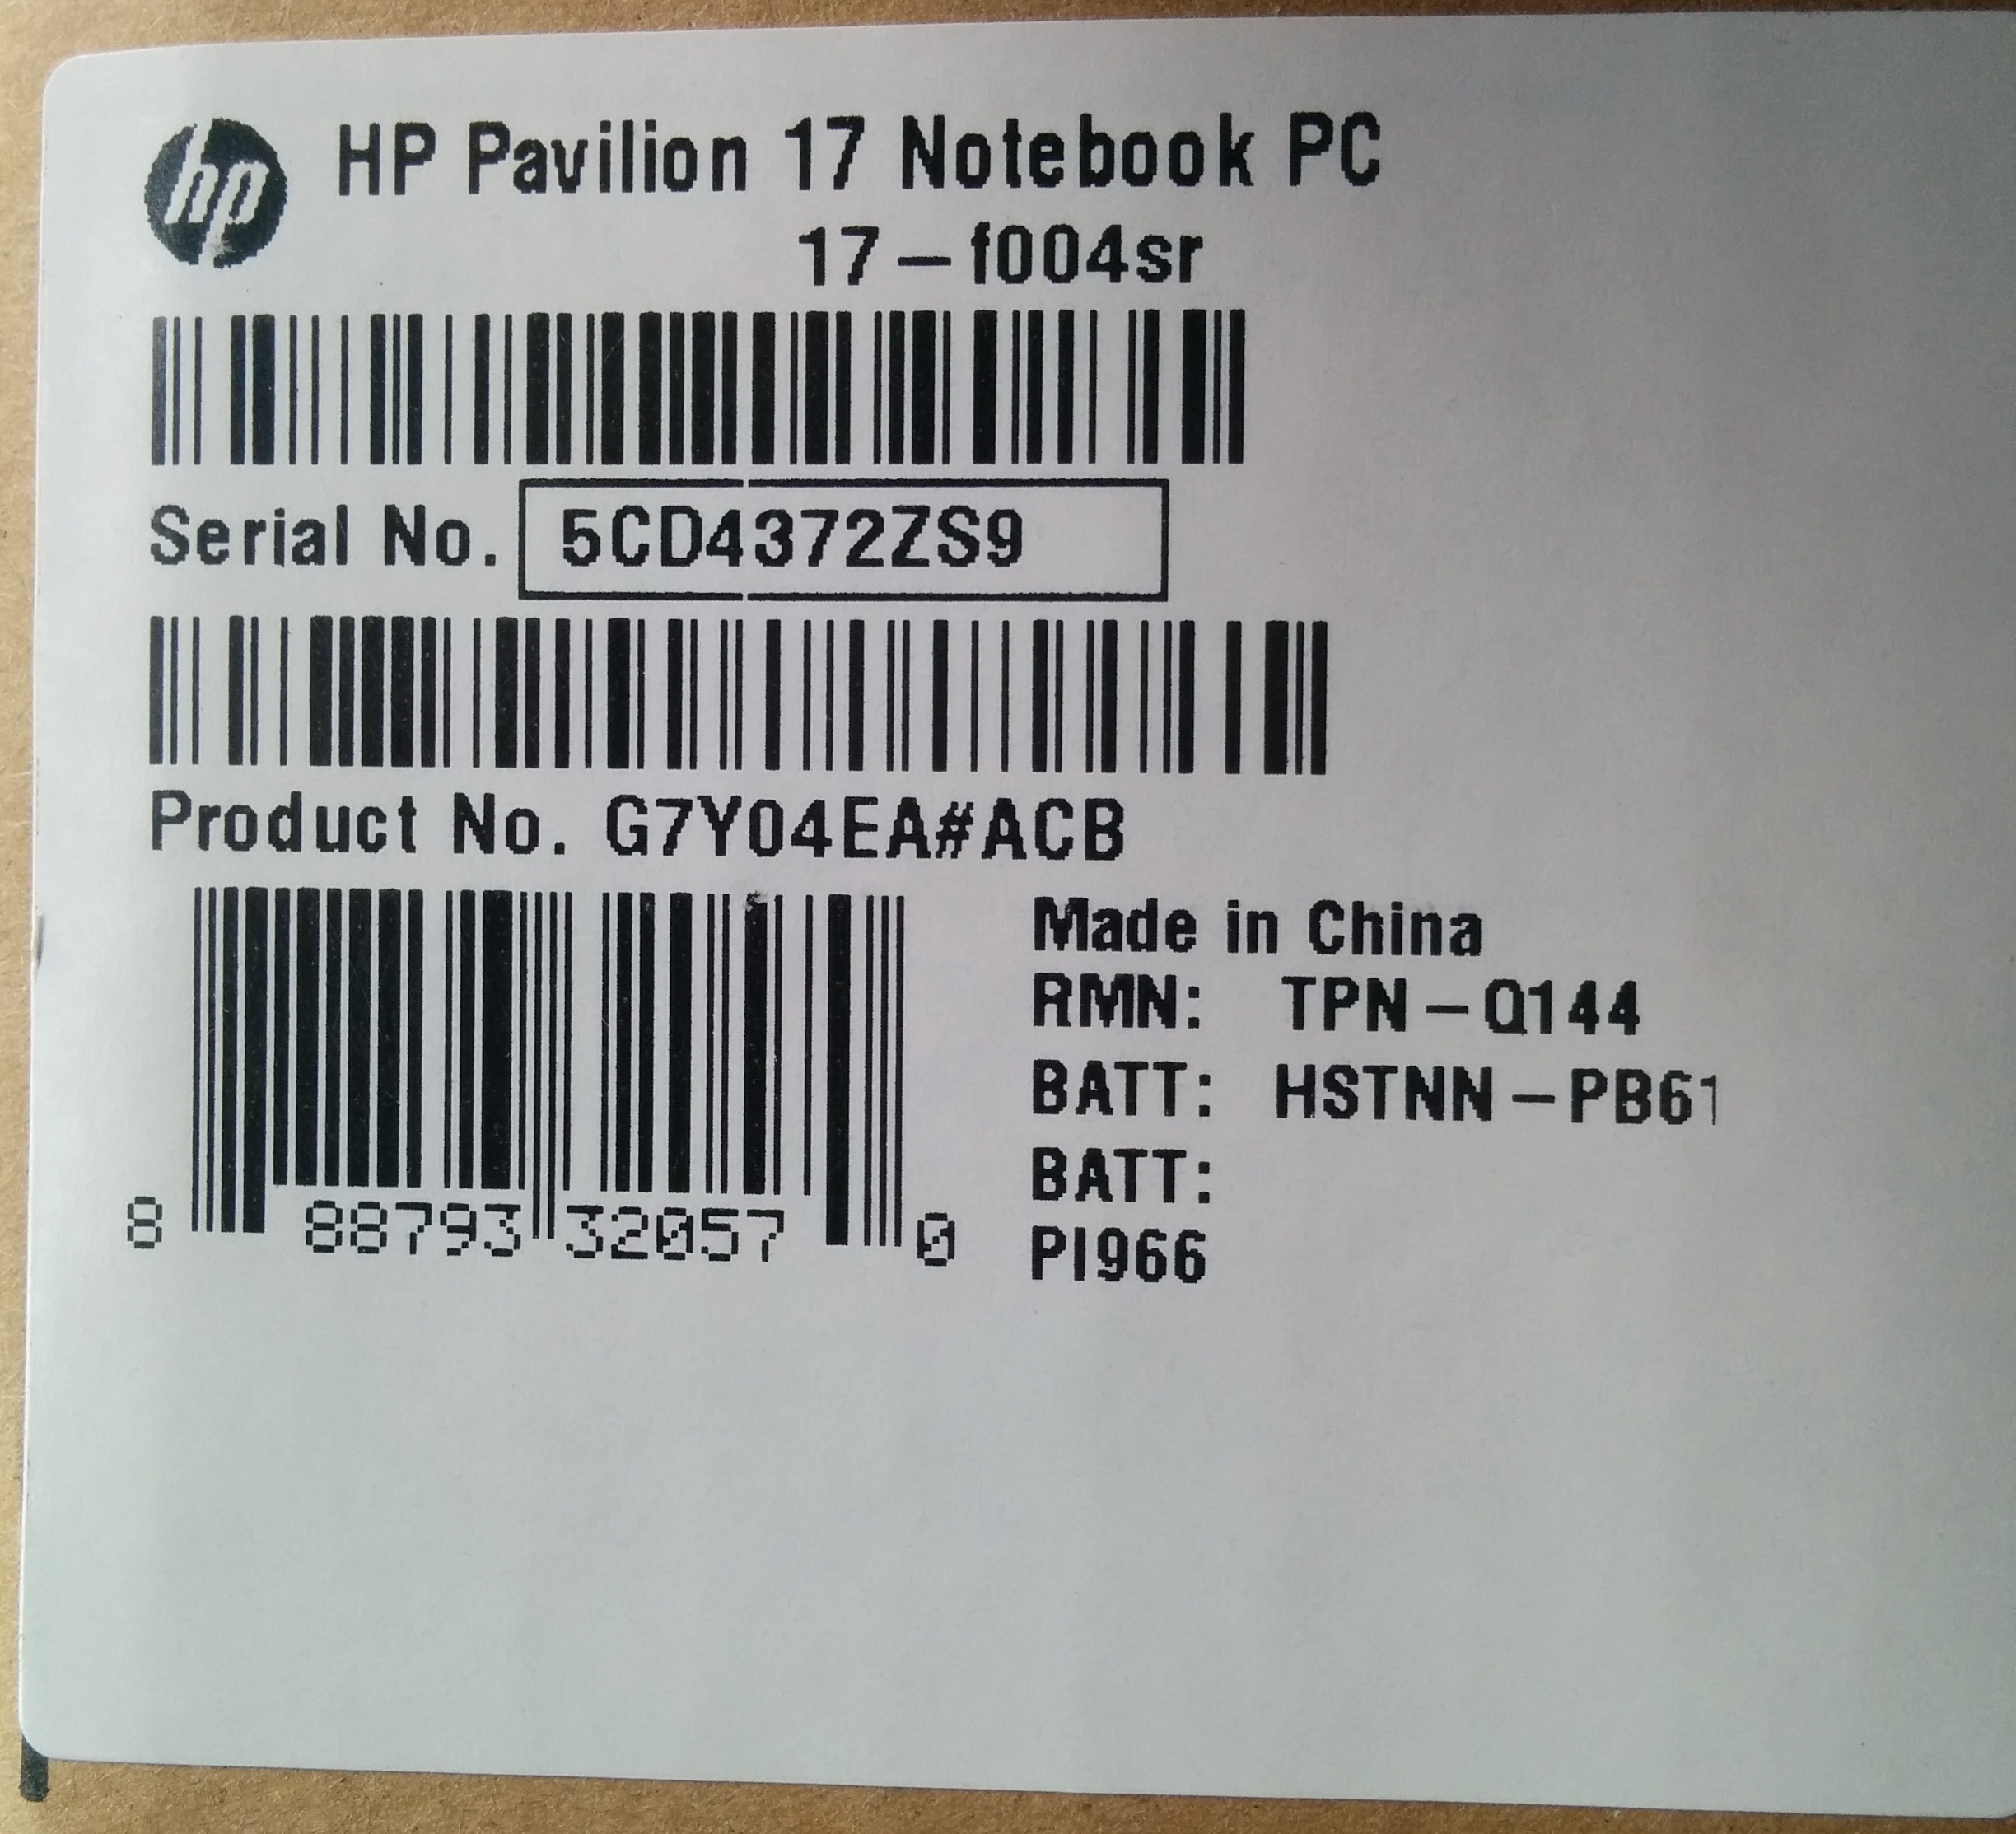 hp HP Pavilion 17 Notebook PC
17-f004sr
Serial No. 5CD4372ZS9
Product No. G7Y04EA#ACB
8 88793 32057 0
Made in China
RMN: TPN-Q144
BATT: HSTNN-PB61
BATT:
PI966